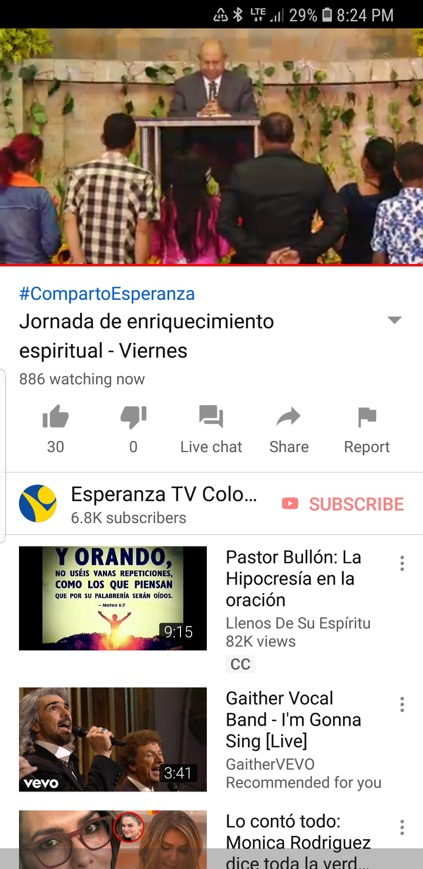 LTE 29% 8:24 PM
#CompartoEsperanza
Jornada de enriquecimiento
espiritual - Viernes
886 watching now
30
0
Live chat
Share
Report
Esperanza TV Colo...
6.8K subscribers
SUBSCRIBE
Y ORANDO,
NO USÉIS VANAS REPETICIONES,
CÓMO LOS QUE PIENSAN
QUE POR SU PALABRERÍA SERÁN OÍDOS.
– Mateo 6:7
9:15
Pastor Bullón: La
Hipocresía en la
oración
Llenos De Su Espíritu
82K views
CC
vevo
3:41
Gaither Vocal
Band - I'm Gonna
Sing [Live]
GaitherVEVO
Recommended for you
Lo contó todo:
Monica Rodriguez
dice toda la verd...